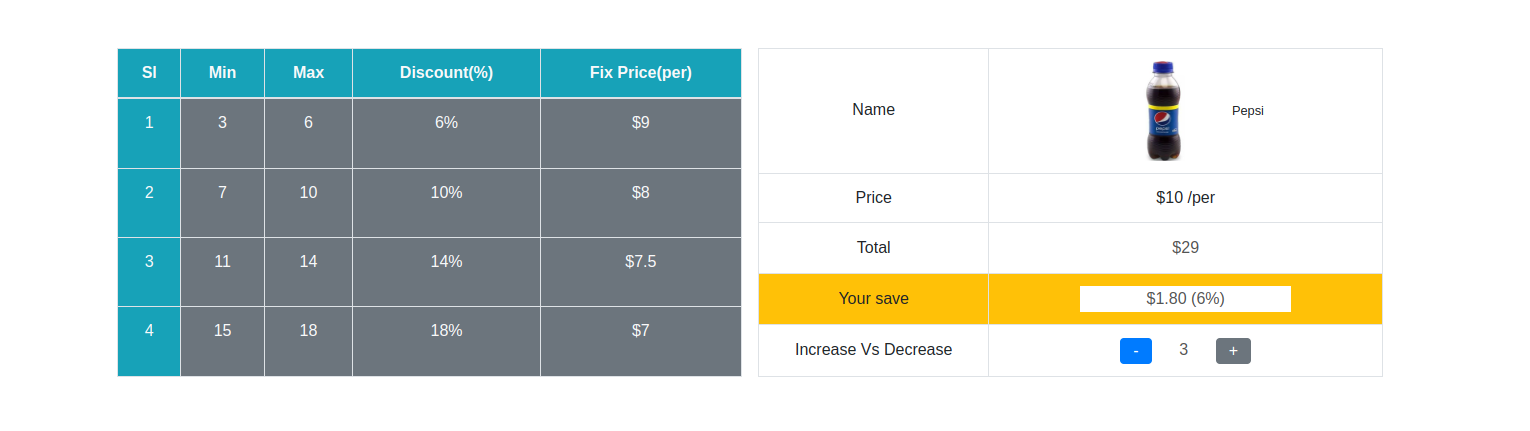 Sl Min Max Discount(%) Fix Price(per)
1 3 6 6% $9
2 7 10 10% $8
3 11 14 14% $7.5
4 15 18 18% $7
Name pepsi Pepsi
Price $10 /per
Total $29
Your save $1.80 (6%)
Increase Vs Decrease - 3 +